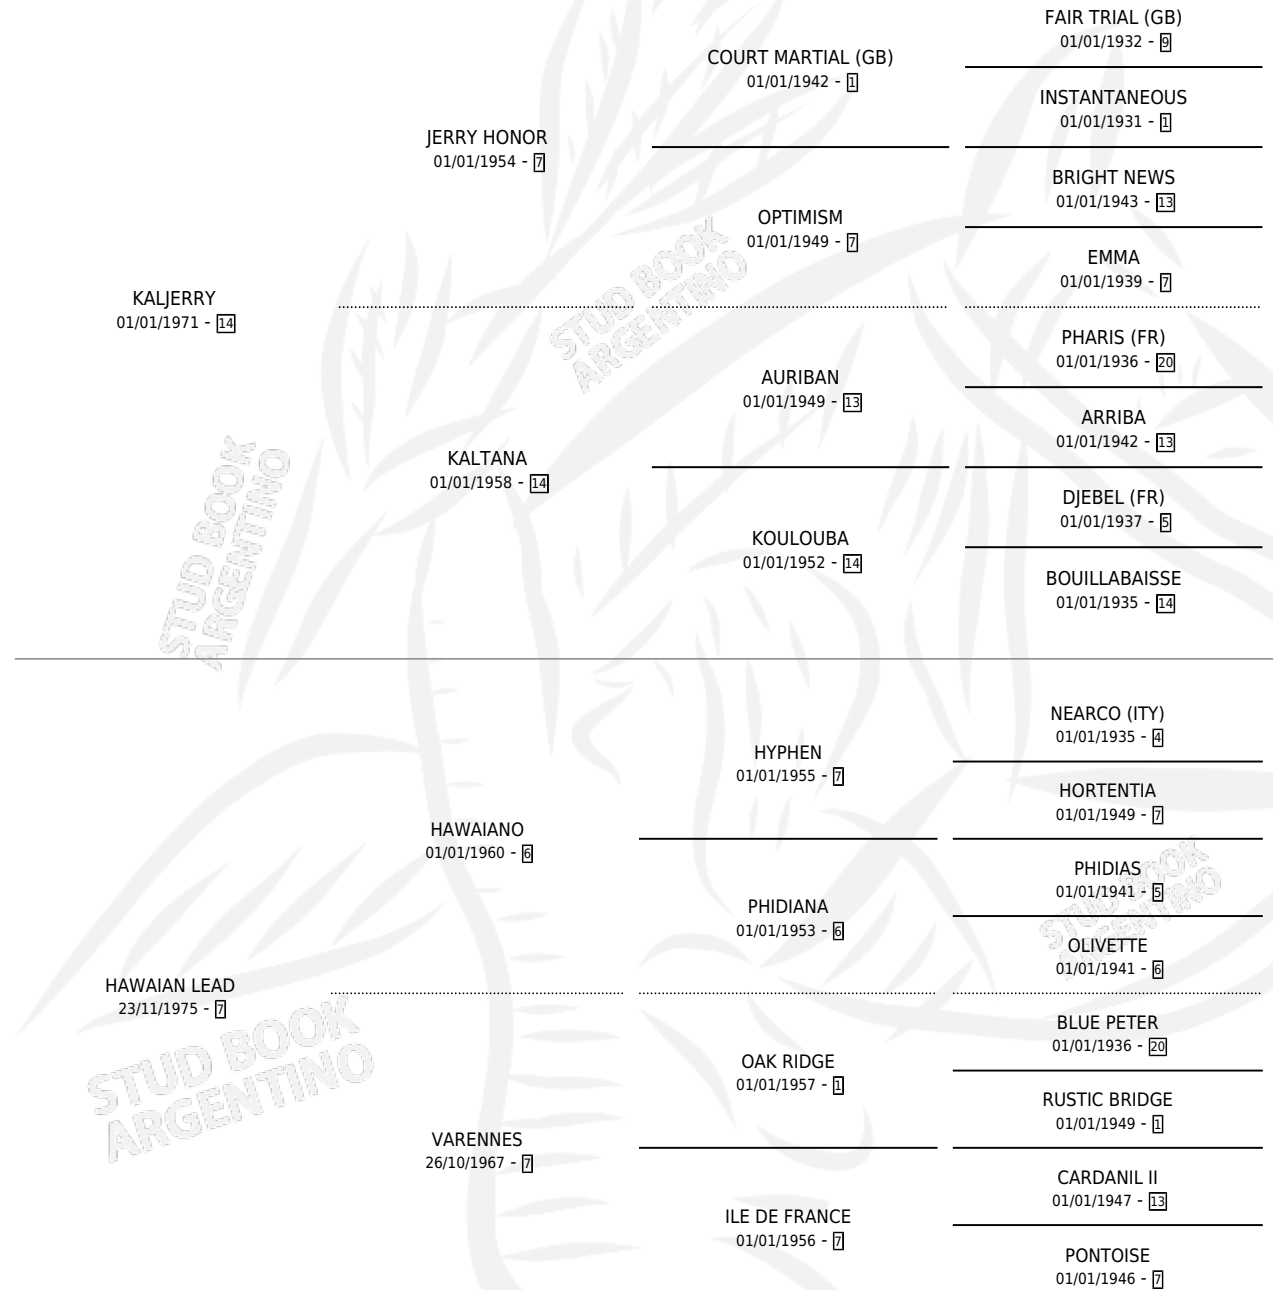 FAIR TRIAL (GB)
01/01/1932 - 9
COURT MARTIAL (GB)
01/01/1942 - 1
INSTANTANEOUS
01/01/1931 - 1
JERRY HONOR
01/01/1954 - 7
BRIGHT NEWS
01/01/1943 - 13
OPTIMISM
01/01/1949 - 7
EMMA
01/01/1939 - 7
KALJERRY
01/01/1971 - 14
PHARIS (FR)
01/01/1936 - 20
AURIBAN
01/01/1949 - 13
ARRIBA
01/01/1942 - 13
KALTANA
01/01/1958 - 14
DJEBEL (FR)
01/01/1937 - 5
KOULOUBA
01/01/1952 - 14
BOUILLABAISSE
01/01/1935 - 14
NEARCO (ITY)
01/01/1935 - 4
HYPHEN
01/01/1955 - 7
HORTENTIA
01/01/1949 - 7
HAWAIANO
01/01/1960 - 6
PHIDIAS
01/01/1941 - 5
PHIDIANA
01/01/1953 - 6
OLIVETTE
01/01/1941 - 6
HAWAIAN LEAD
23/11/1975 - 7
BLUE PETER
01/01/1936 - 20
OAK RIDGE
01/01/1957 - 1
RUSTIC BRIDGE
01/01/1949 - 1
VARENNES
26/10/1967 - 7
CARDANIL II
01/01/1947 - 13
ILE DE FRANCE
01/01/1956 - 7
PONTOISE
01/01/1946 - 7
STUD BOOK
ARGENTINO
STUD BOOK
ARGENTINO
STUD BOOK
ARGENTINO
STUD BOOK
ARGENTINO